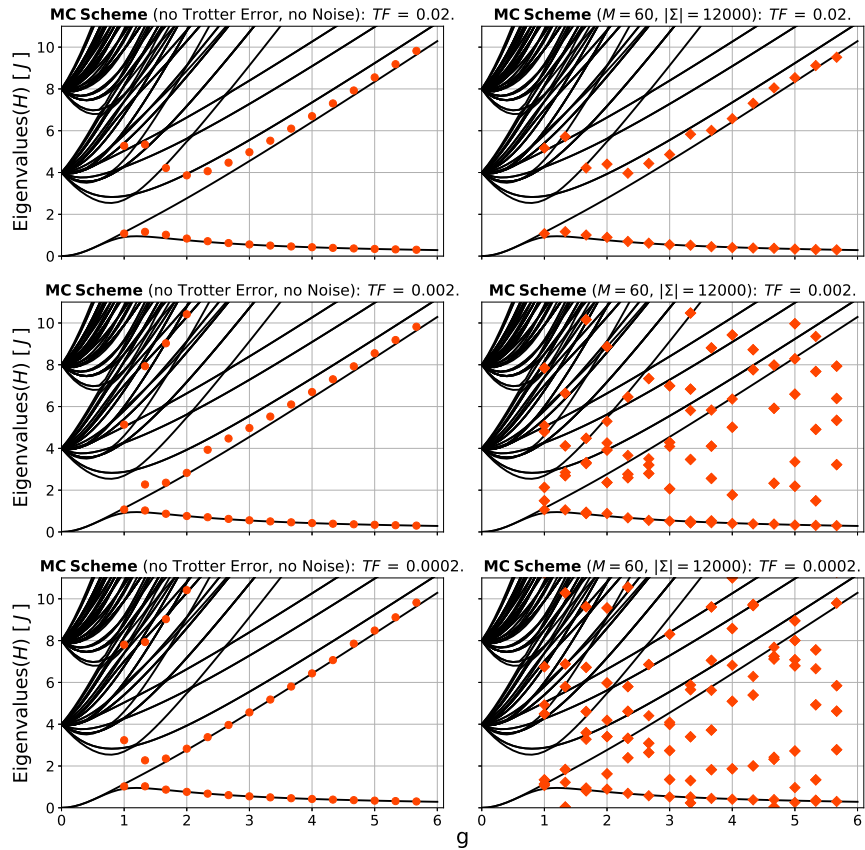 MC Scheme (no Trotter Error, no Noise): TF = 0.02.
MC Scheme (M = 60, |Σ| = 12000): TF = 0.02.
Eigenvalues(H) [J]
10
8
6
4
2
0
MC Scheme (no Trotter Error, no Noise): TF = 0.002.
MC Scheme (M = 60, |Σ| = 12000): TF = 0.002.
Eigenvalues(H) [J]
10
8
6
4
2
0
MC Scheme (no Trotter Error, no Noise): TF = 0.0002.
MC Scheme (M = 60, |Σ| = 12000): TF = 0.0002.
Eigenvalues(H) [J]
10
8
6
4
2
0
0 1 2 3 4 5 6
0 1 2 3 4 5 6
g